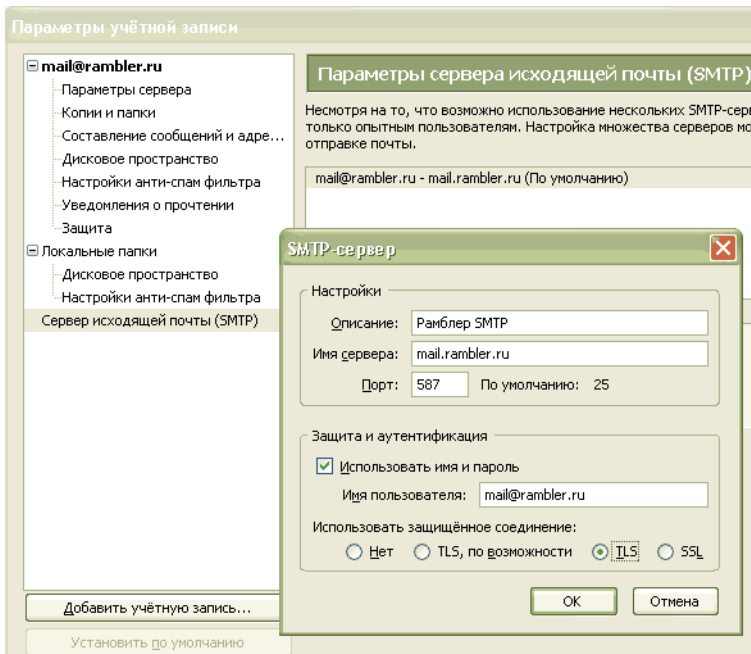 Параметры учётной записи
mail@rambler.ru
Параметры сервера
Копии и папки
Составление сообщений и адре...
Дисковое пространство
Настройки анти-спам фильтра
Уведомления о прочтении
Защита
Локальные папки
Дисковое пространство
Настройки анти-спам фильтра
Сервер исходящей почты (SMTP)
Добавить учётную запись...
Установить по умолчанию
Параметры сервера исходящей почты (SMTP)
Несмотря на то, что возможно использование нескольких SMTP-сер
только опытным пользователям. Настройка множества серверов мо
отправке почты.
mail@rambler.ru - mail.rambler.ru (По умолчанию)
SMTP-сервер
Настройки
Описание: Рамблер SMTP
Имя сервера: mail.rambler.ru
Порт: 587 По умолчанию: 25
Защита и аутентификация
Использовать имя и пароль
Имя пользователя: mail@rambler.ru
Использовать защищённое соединение:
Нет TLS, по возможности TLS SSL
OK Отмена